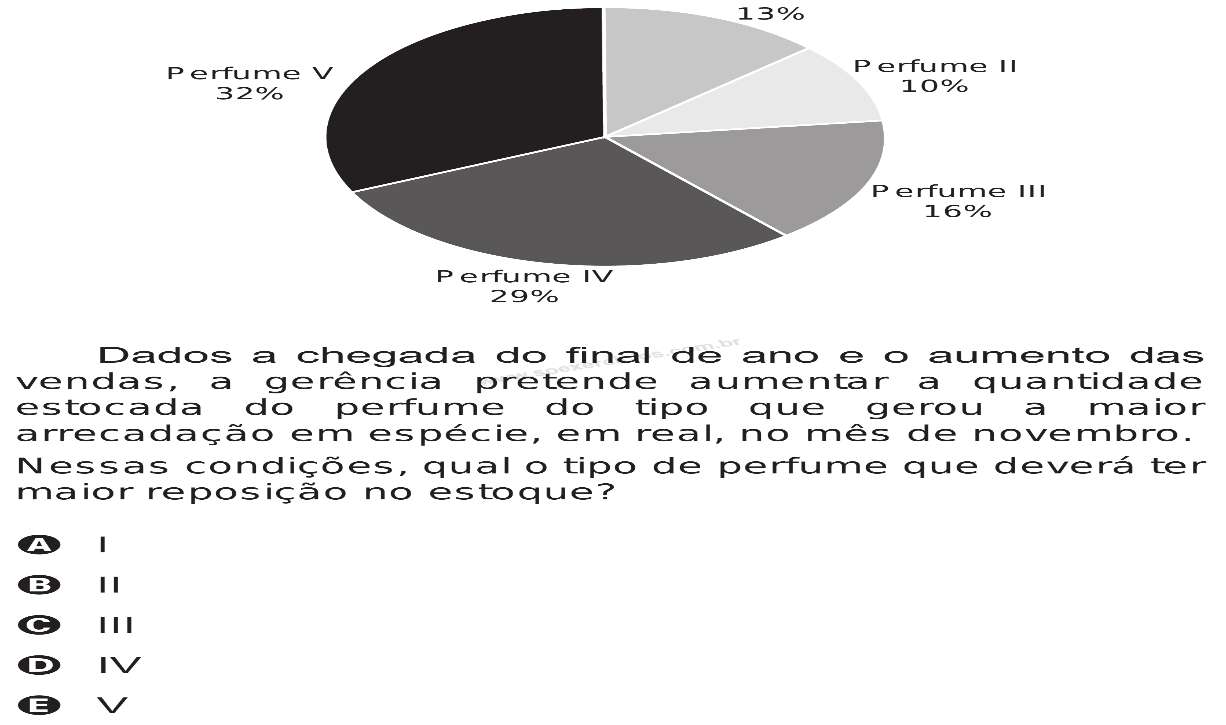 13%
Perfume V
32%
Perfume II
10%
Perfume III
16%
Perfume IV
29%
Dados a chegada do final de ano e o aumento das
vendas, a gerência pretende aumentar a quantidade
estocada do perfume do tipo que gerou a maior
arrecadação em espécie, em real, no mês de novembro.
Nessas condições, qual o tipo de perfume que deverá ter
maior reposição no estoque?
A I
B II
C III
D IV
E V